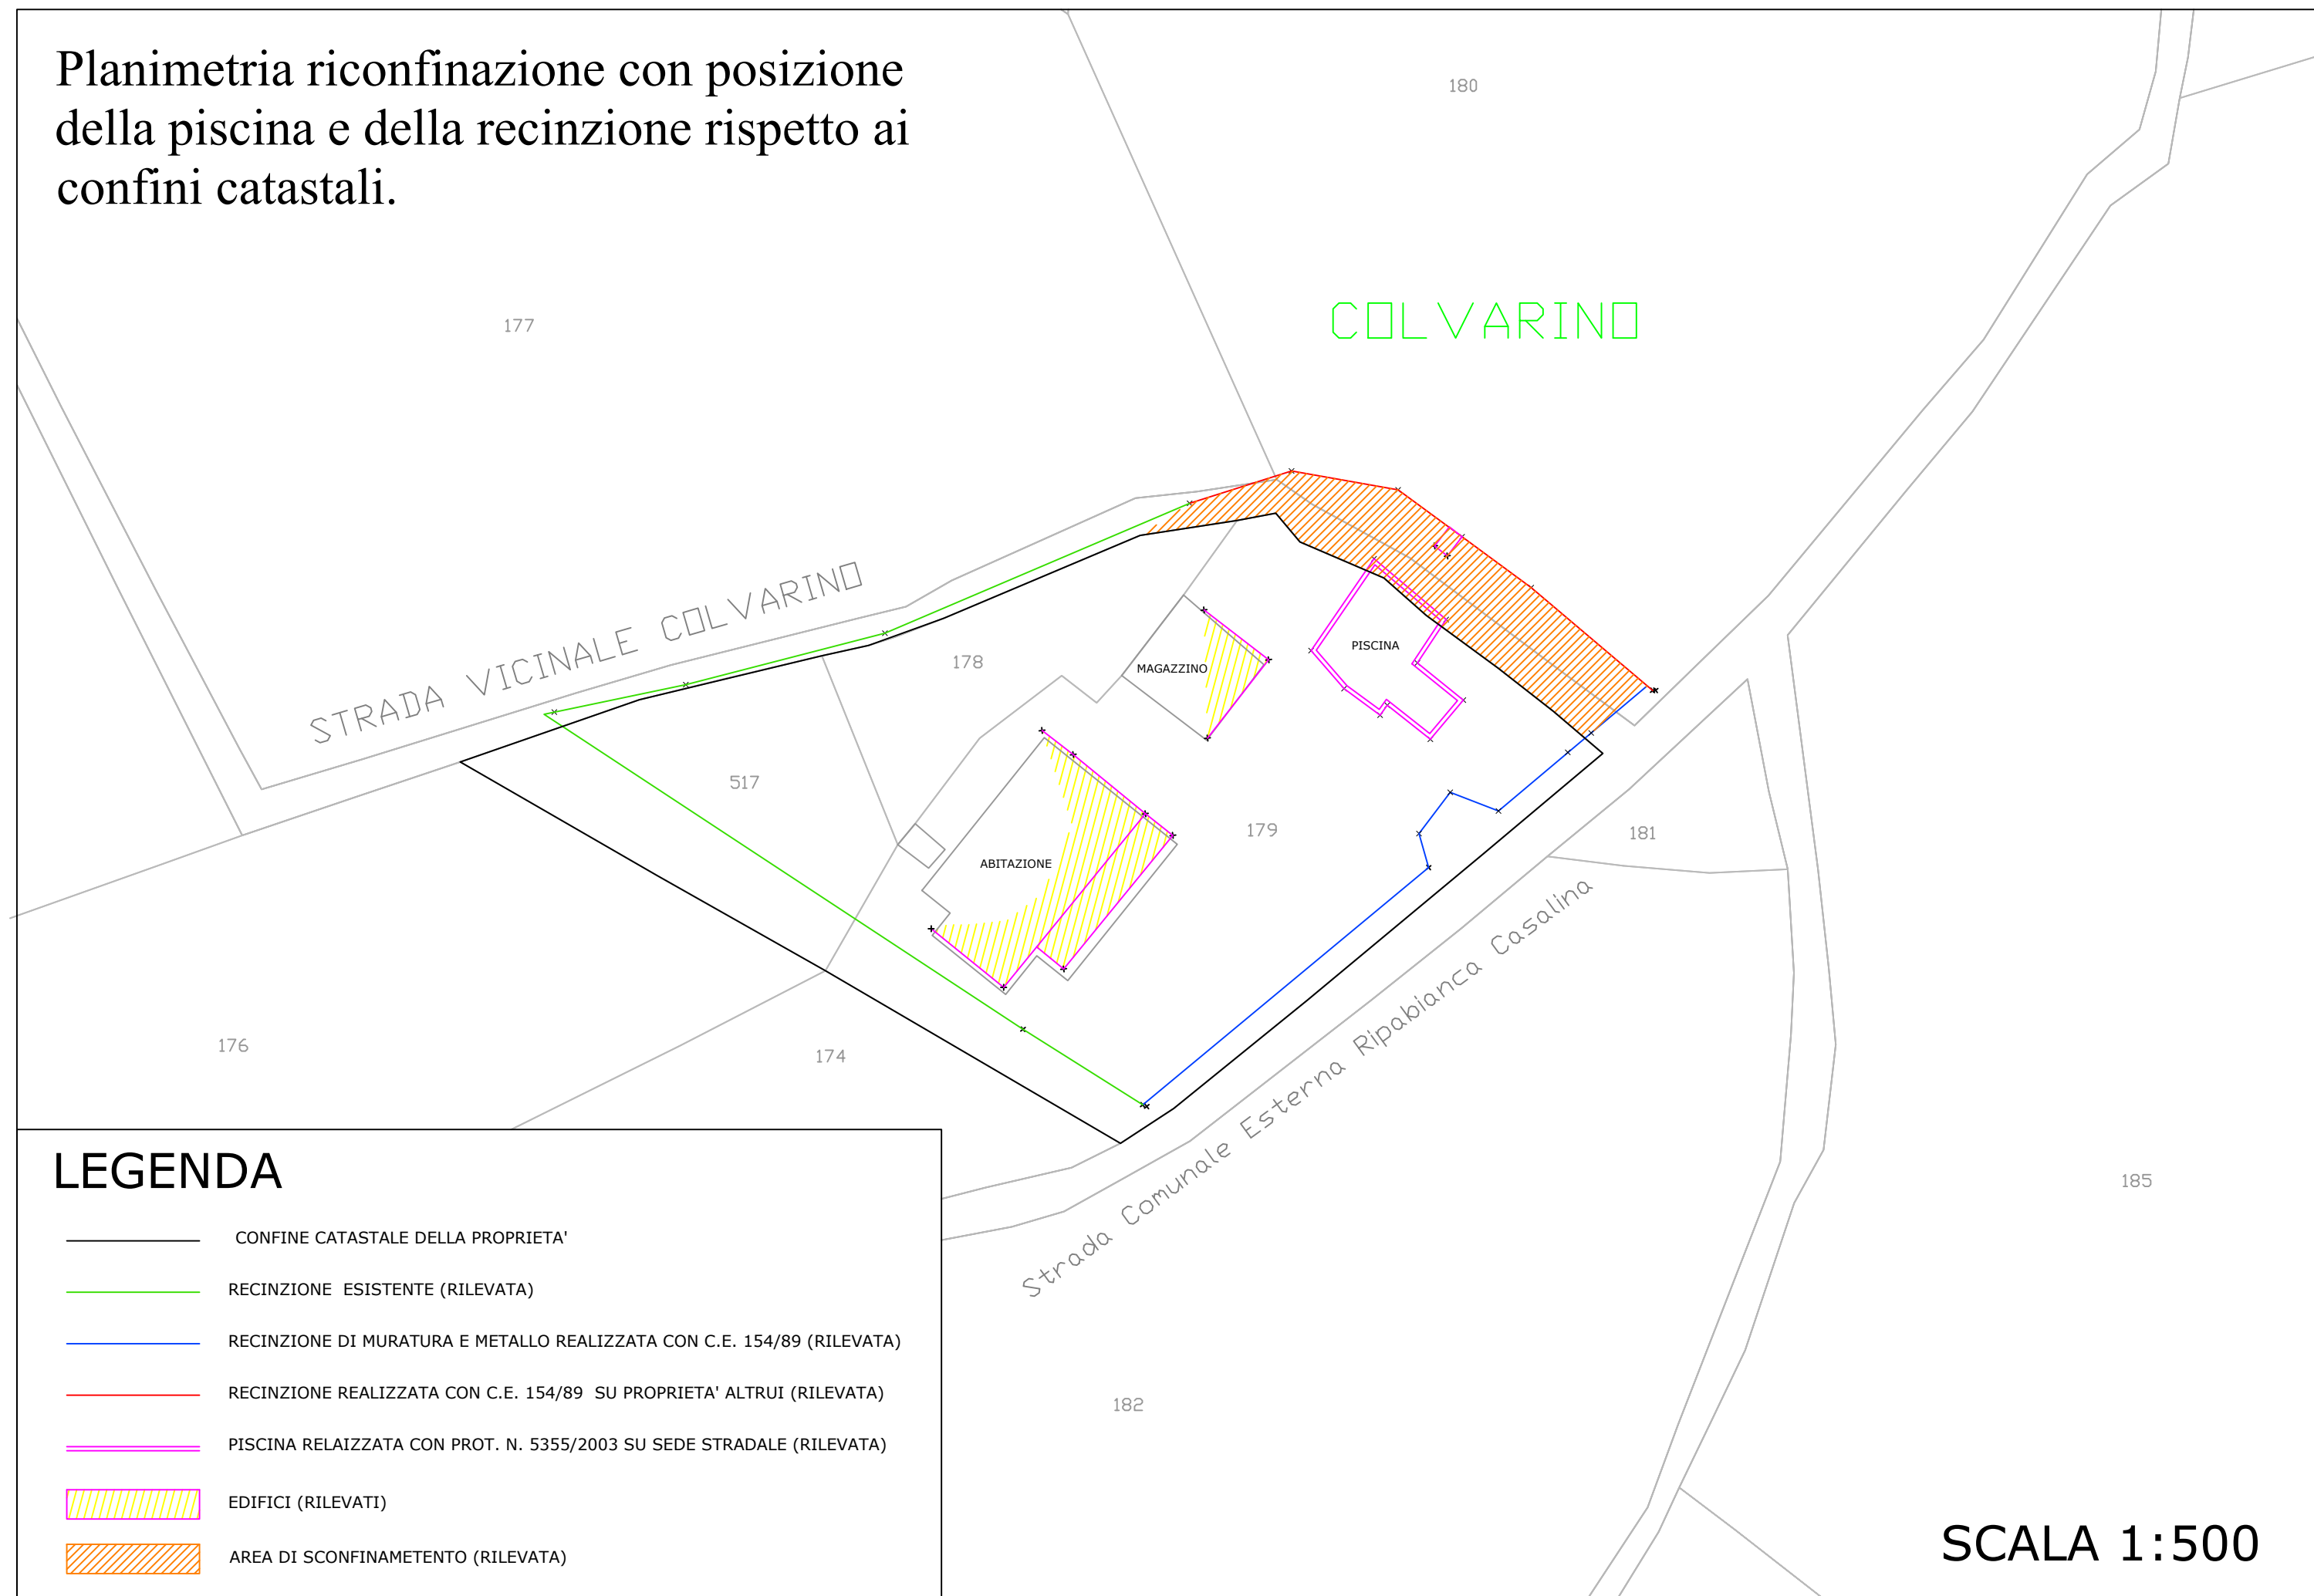 Planimetria riconfinazione con posizione
della piscina e della recinzione rispetto ai
confini catastali.
180
177
COLVARINO
STRADA VICINALE COLVARINO
178
MAGAZZINO
PISCINA
517
179
181
ABITAZIONE
176
174
Strada Comunale Esterna Ripabianca Casalina
185
182
LEGENDA
CONFINE CATASTALE DELLA PROPRIETA'
RECINZIONE ESISTENTE (RILEVATA)
RECINZIONE DI MURATURA E METALLO REALIZZATA CON C.E. 154/89 (RILEVATA)
RECINZIONE REALIZZATA CON C.E. 154/89 SU PROPRIETA' ALTRUI (RILEVATA)
PISCINA RELAIZZATA CON PROT. N. 5355/2003 SU SEDE STRADALE (RILEVATA)
EDIFICI (RILEVATI)
AREA DI SCONFINAMETENTO (RILEVATA)
SCALA 1:500